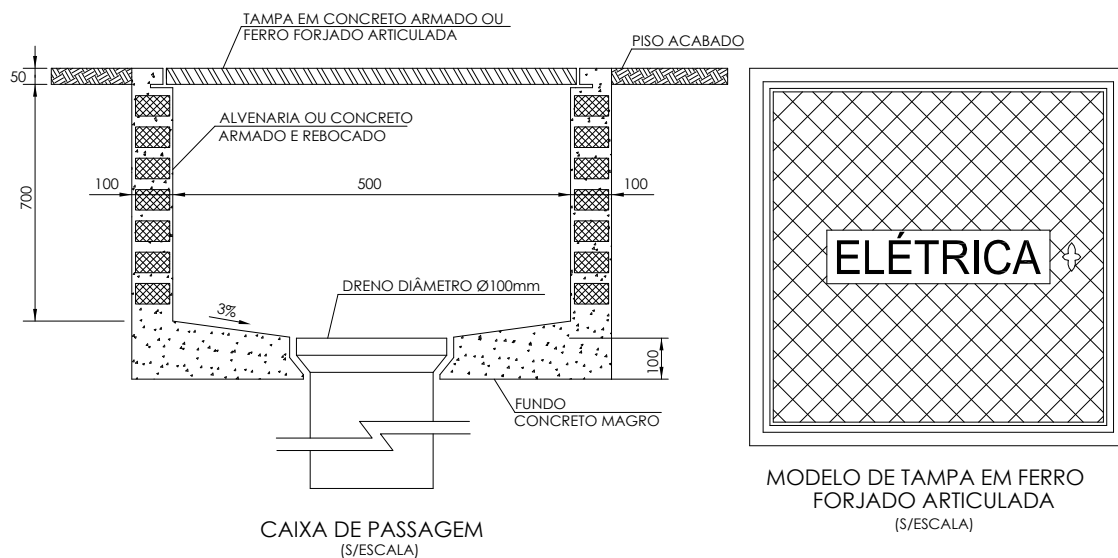 TAMPA EM CONCRETO ARMADO OU
FERRO FORJADO ARTICULADA
PISO ACABADO
50
ALVENARIA OU CONCRETO
ARMADO E REBOCADO
100
500
100
700
ELÉTRICA
DRENO DIÂMETRO Ø100mm
3%
100
FUNDO
CONCRETO MAGRO
CAIXA DE PASSAGEM
(S/ESCALA)
MODELO DE TAMPA EM FERRO
FORJADO ARTICULADA
(S/ESCALA)